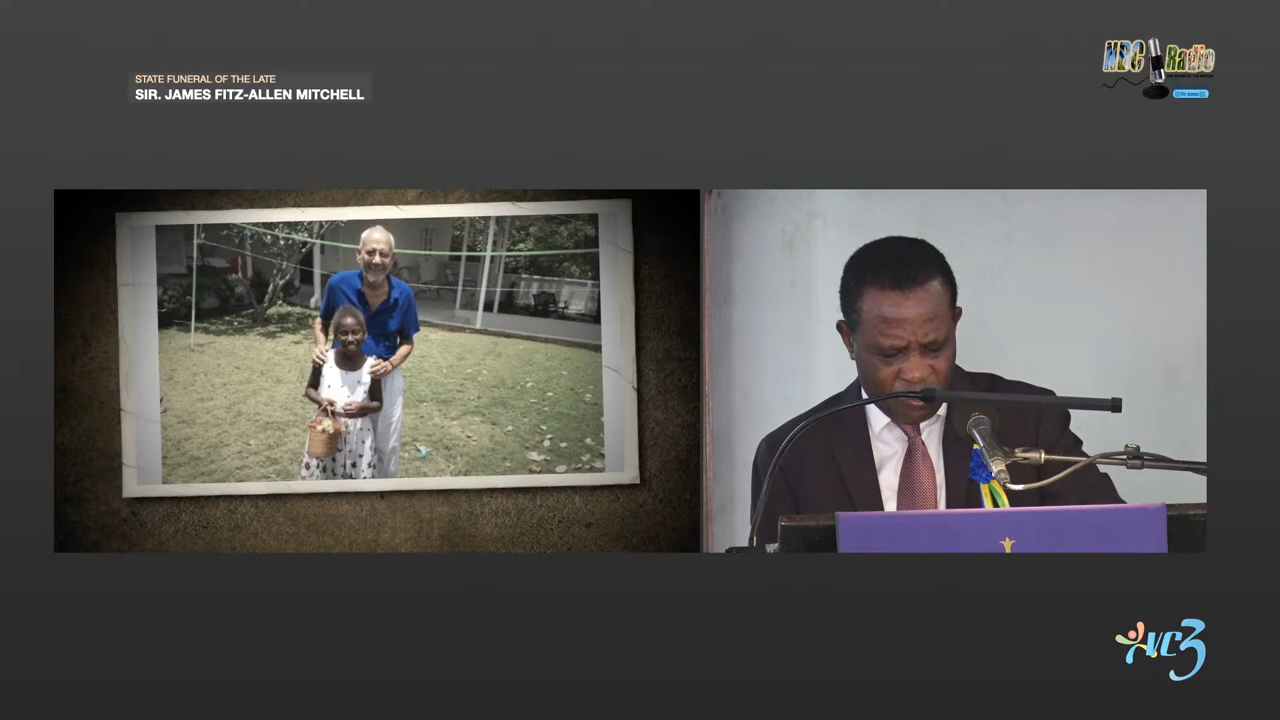 STATE FUNERAL OF THE LATE
SIR. JAMES FITZ-ALLEN MITCHELL
NBC Radio
VC3